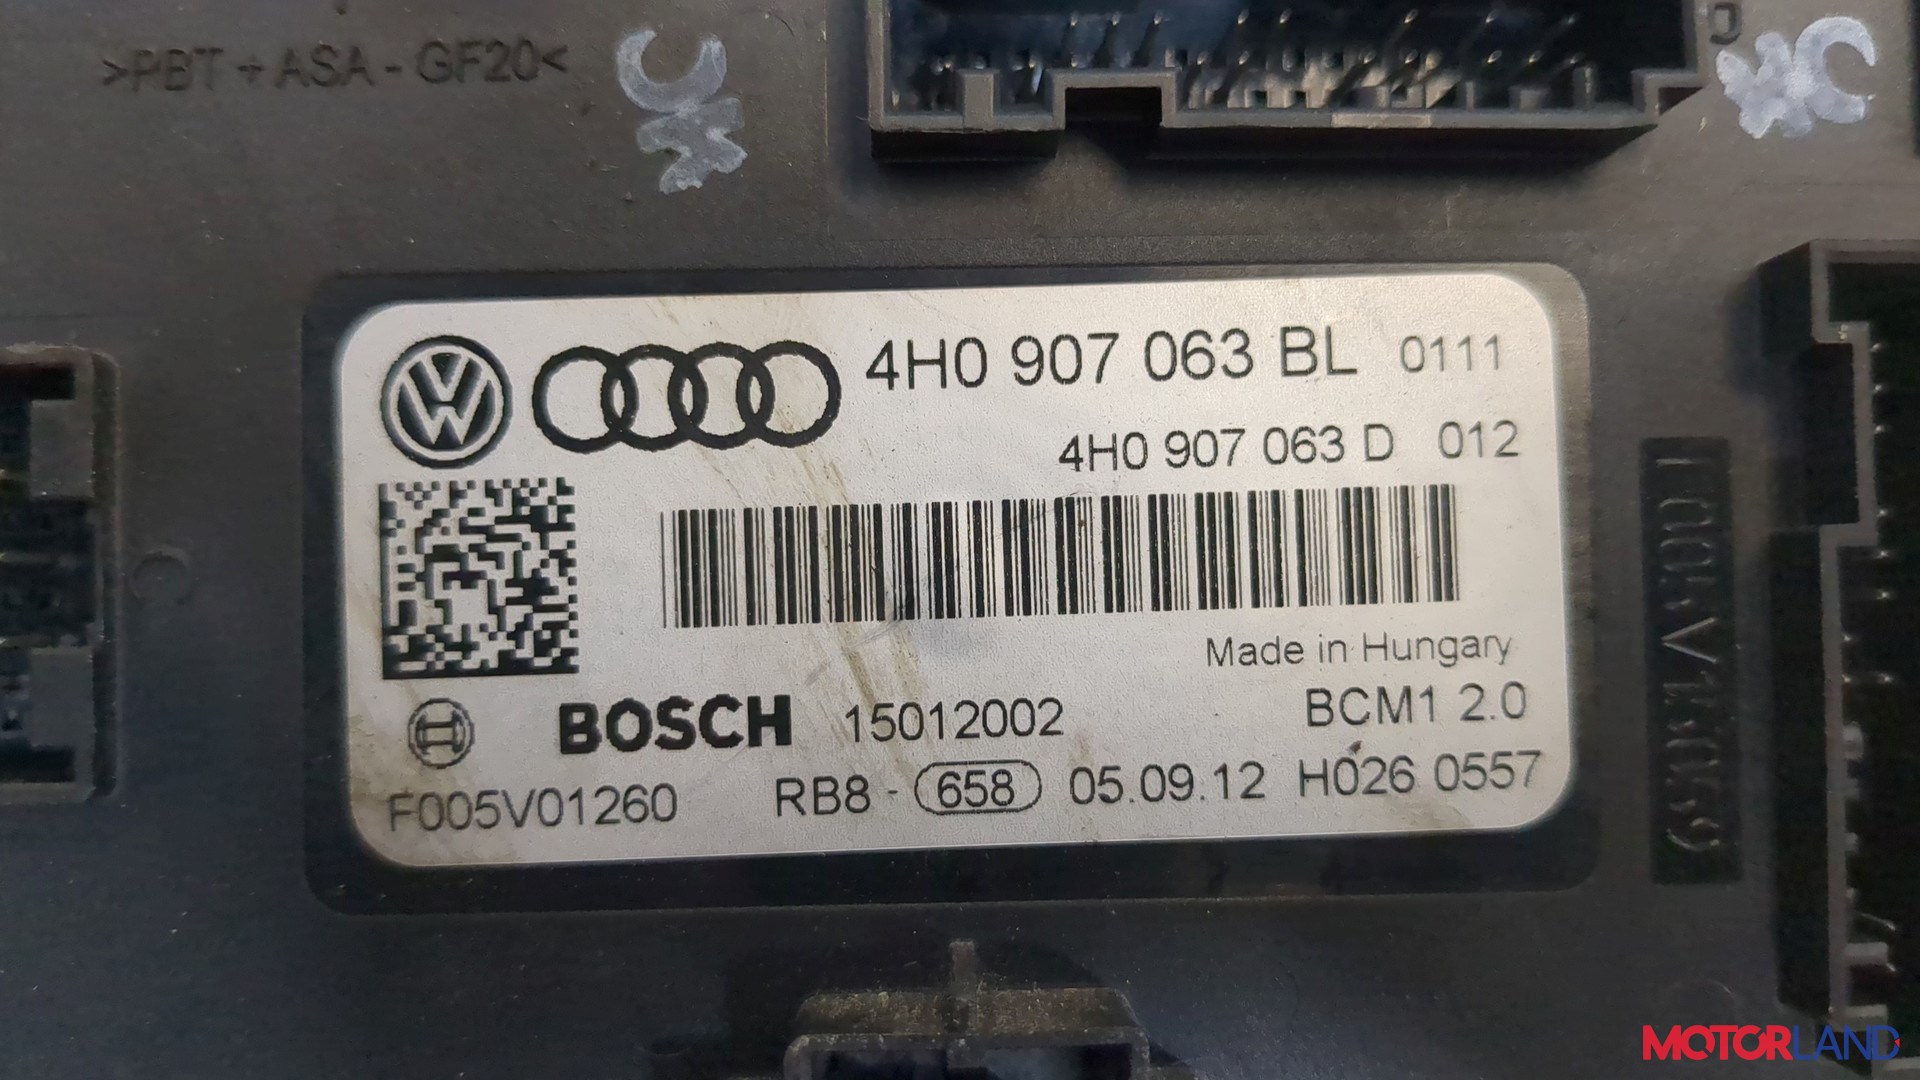 >PBT + ASA - GF20<
4H0 907 063 BL 0111
4H0 907 063 D 012
Made in Hungary
BOSCH 15012002 BCM1 2.0
F005V01260 RB8 - 658 05.09.12 H026 0557
MOTORLAND